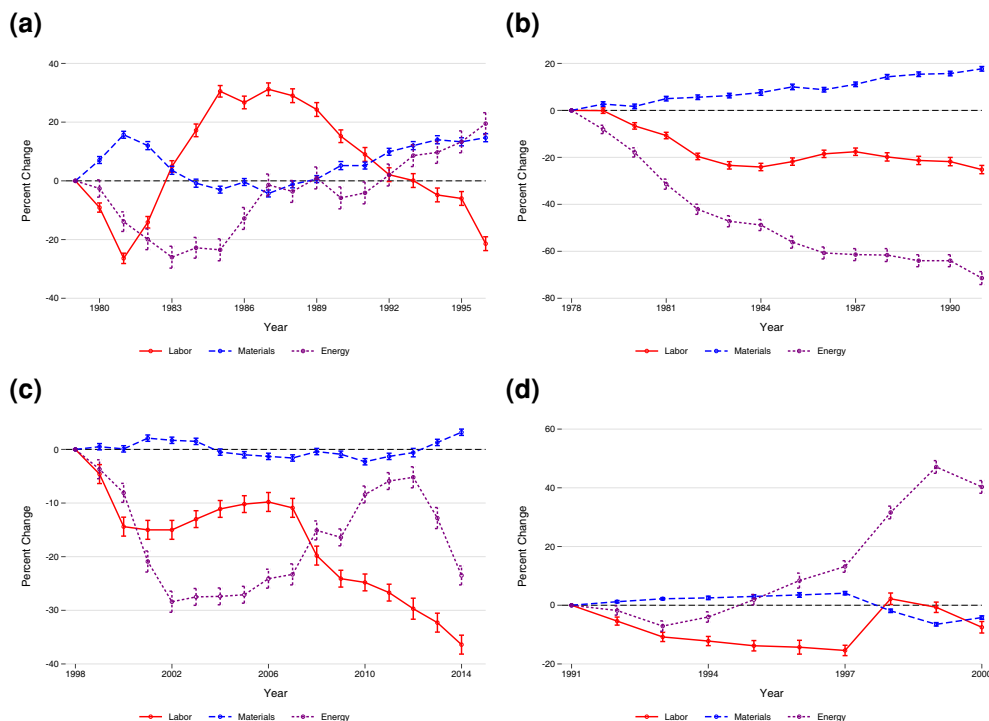 (a)
40
20
0
-20
-40
Percent Change
1980 1983 1986 1989 1992 1995
Year
Labor Materials Energy
(b)
20
0
-20
-40
-60
-80
Percent Change
1978 1981 1984 1987 1990
Year
Labor Materials Energy
(c)
0
-10
-20
-30
-40
Percent Change
1998 2002 2006 2010 2014
Year
Labor Materials Energy
(d)
60
40
20
0
-20
Percent Change
1991 1994 1997 2000
Year
Labor Materials Energy